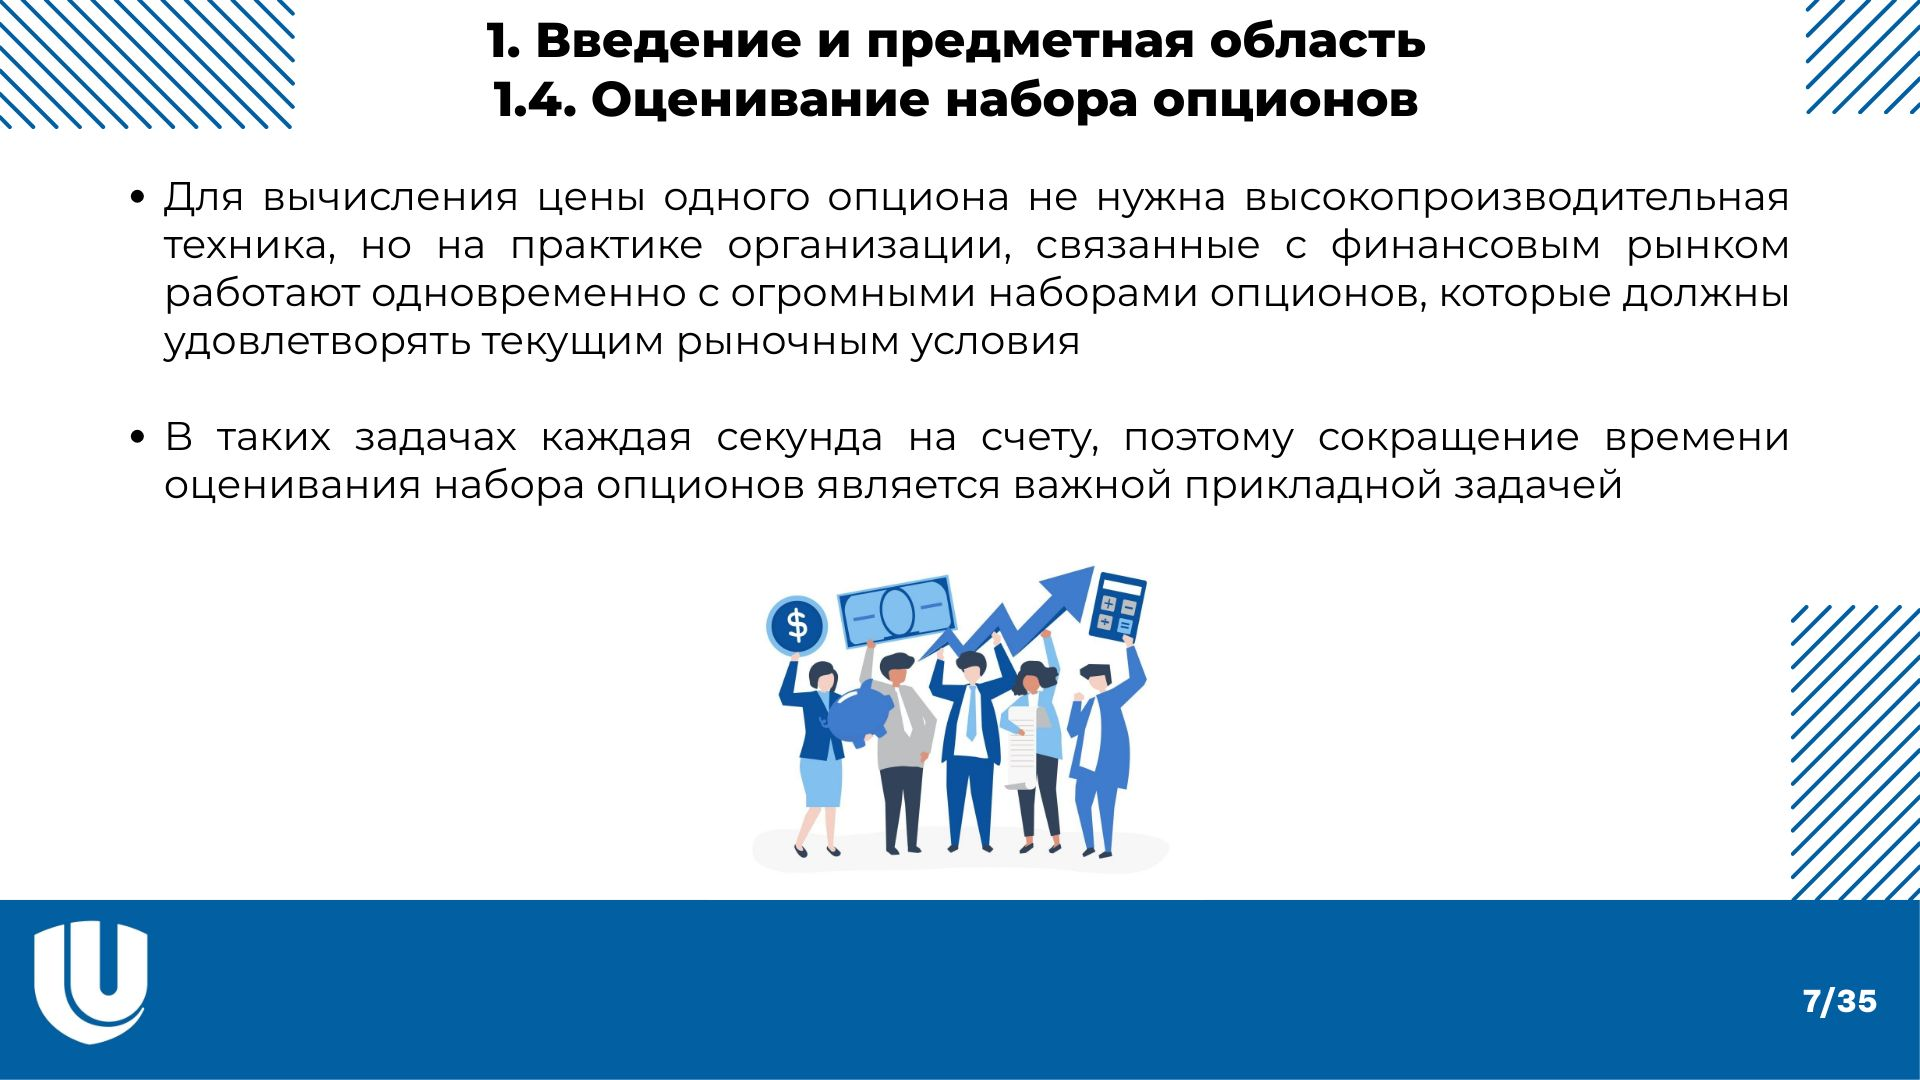 1. Введение и предметная область
1.4. Оценивание набора опционов
• Для вычисления цены одного опциона не нужна высокопроизводительная
техника, но на практике организации, связанные с финансовым рынком
работают одновременно с огромными наборами опционов, которые должны
удовлетворять текущим рыночным условия
• В таких задачах каждая секунда на счету, поэтому сокращение времени
оценивания набора опционов является важной прикладной задачей
$
7/35